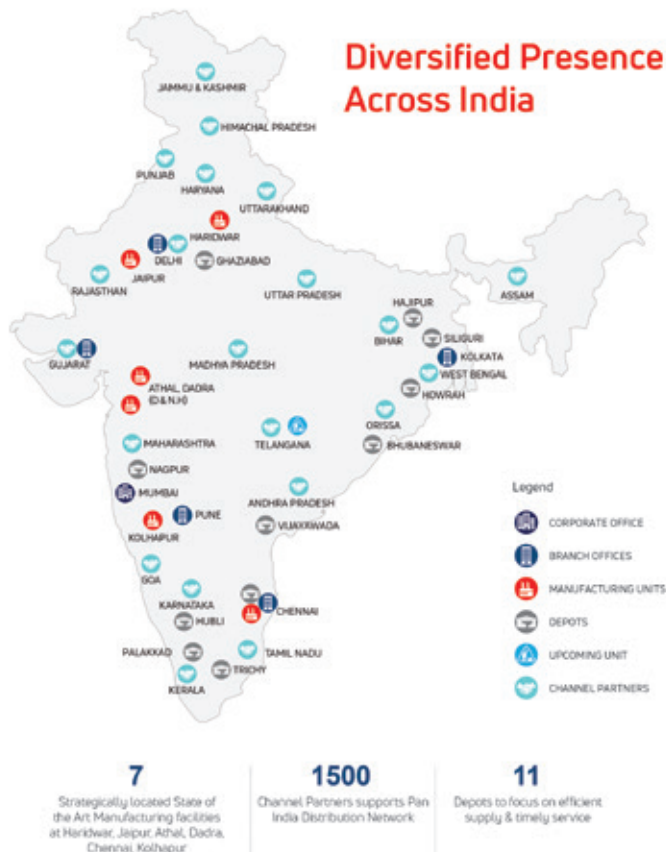 Diversified Presence
Across India
JAMMU & KASHMIR
HIMACHAL PRADESH
PUNJAB
HARYANA
UTTARAKHAND
HARIDWAR
DELHI
GHAZIABAD
JAIPUR
RAJASTHAN
UTTAR PRADESH
ASSAM
HAJIPUR
BIHAR
SILIGURI
KOLKATA
GUJARAT
MADHYA PRADESH
WEST BENGAL
ATHAL, DADRA
(D & N.H)
HOWRAH
ORISSA
MAHARASHTRA
TELANGANA
BHUBANESWAR
NAGPUR
MUMBAI
ANDHRA PRADESH
PUNE
KOLHAPUR
VIJAYAWADA
GOA
KARNATAKA
CHENNAI
HUBLI
PALAKKAD
TAMIL NADU
TRICHY
KERALA
Legend
CORPORATE OFFICE
BRANCH OFFICES
MANUFACTURING UNITS
DEPOTS
UPCOMING UNIT
CHANNEL PARTNERS
7
Strategically located State of
the Art Manufacturing facilities
at Haridwar, Jaipur, Athal, Dadra,
Chennai, Kolhapur
1500
Channel Partners supports Pan
India Distribution Network
11
Depots to focus on efficient
supply & timely service